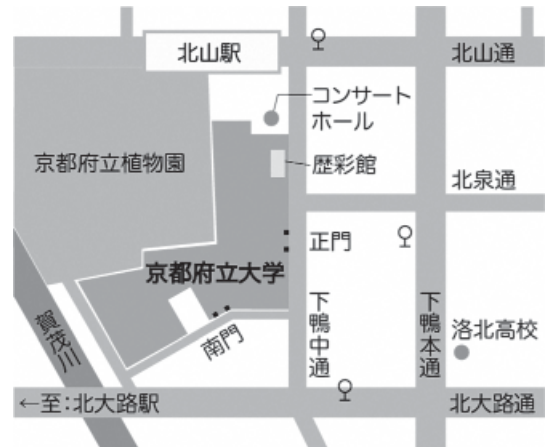 北山駅
北山通
コンサート
ホール
京都府立植物園
歴彩館
北泉通
正門
京都府立大学
賀茂川
南門
下鴨中通
下鴨本通
洛北高校
←至:北大路駅
北大路通